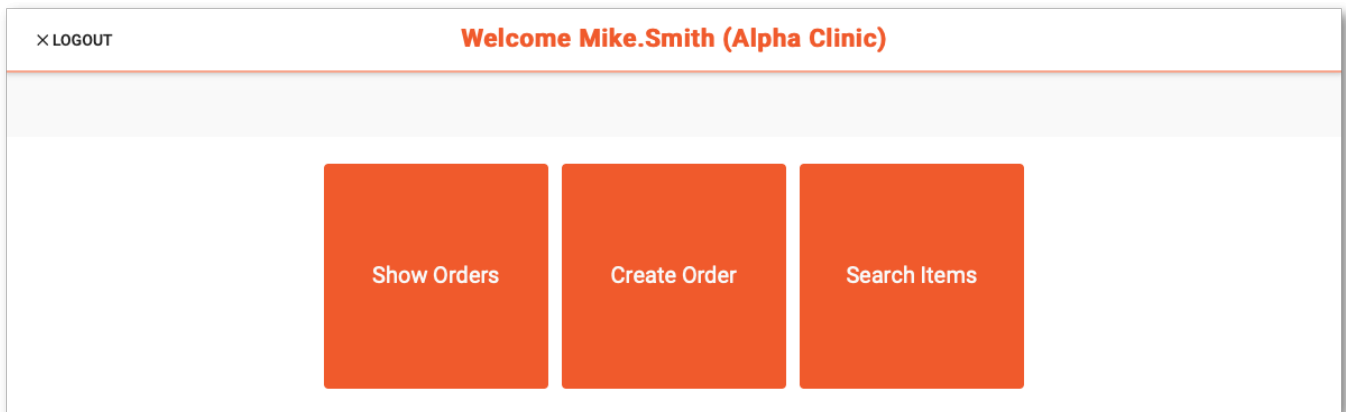 × LOGOUT
Welcome Mike.Smith (Alpha Clinic)
Show Orders
Create Order
Search Items